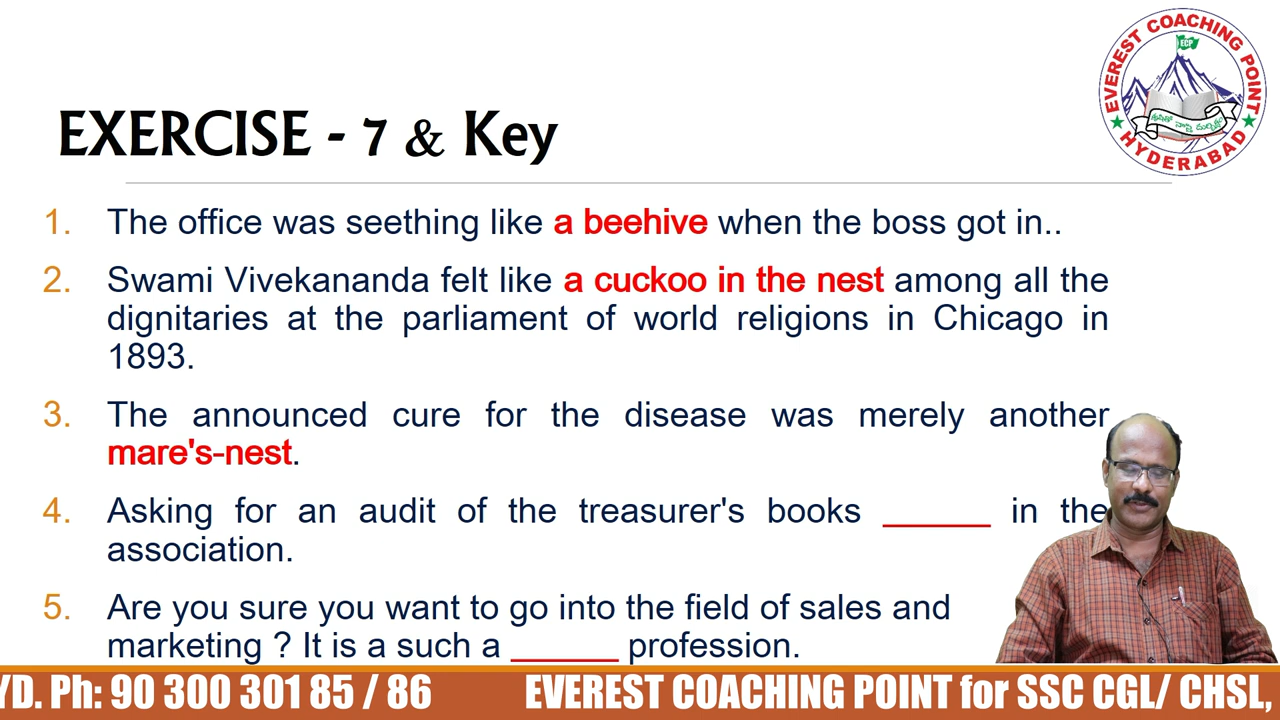 EVEREST COACHING POINT
ECP
HYDERABAD
EXERCISE - 7 & Key
1. The office was seething like a beehive when the boss got in..
2. Swami Vivekananda felt like a cuckoo in the nest among all the
dignitaries at the parliament of world religions in Chicago in
1893.
3. The announced cure for the disease was merely another
mare's-nest.
4. Asking for an audit of the treasurer's books ______ in the
association.
5. Are you sure you want to go into the field of sales and
marketing ? It is a such a ______ profession.
YD. Ph: 90 300 301 85 / 86 EVEREST COACHING POINT for SSC CGL/ CHSL,